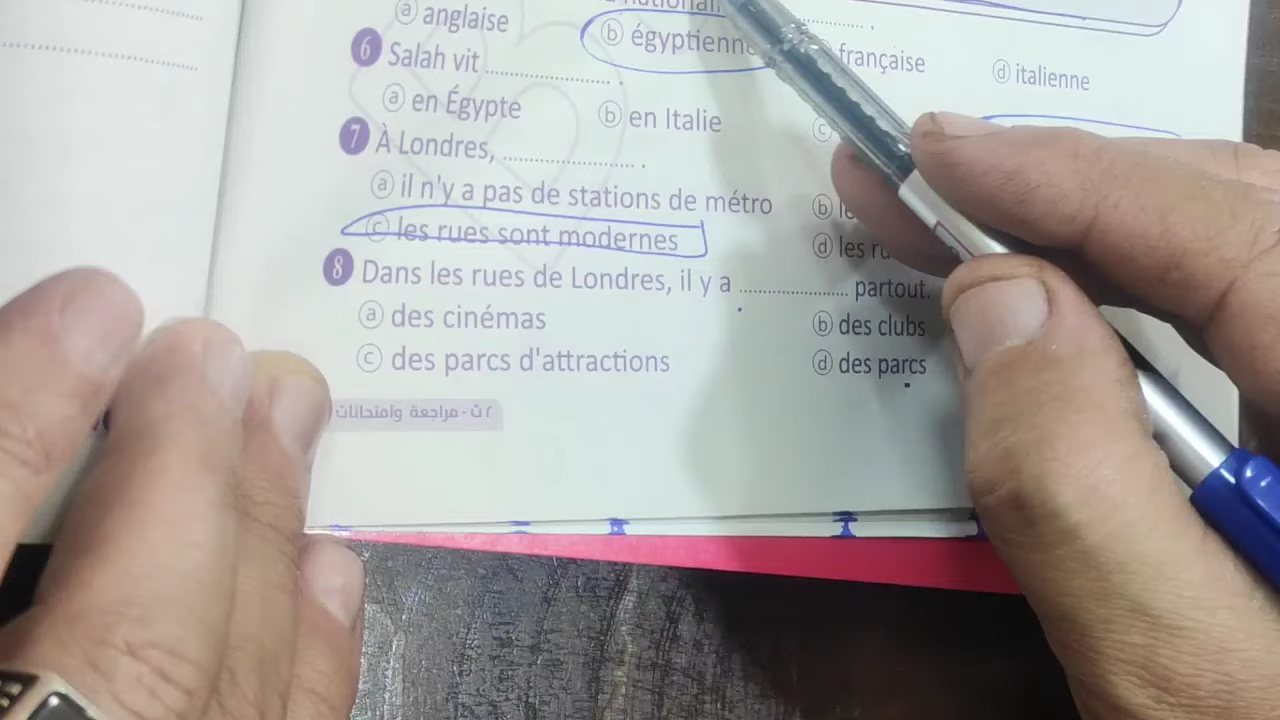 ⓐ anglaise ⓑ égyptienne française ⓓ italienne
6 Salah vit .................... .
ⓐ en Égypte ⓑ en Italie ⓒ
7 À Londres, .................... .
ⓐ il n'y a pas de stations de métro ⓑ
ⓒ les rues sont modernes ⓓ les
8 Dans les rues de Londres, il y a .................... partout.
ⓐ des cinémas ⓑ des clubs
ⓒ des parcs d'attractions ⓓ des parcs
٢ ث - مراجعة وامتحانات